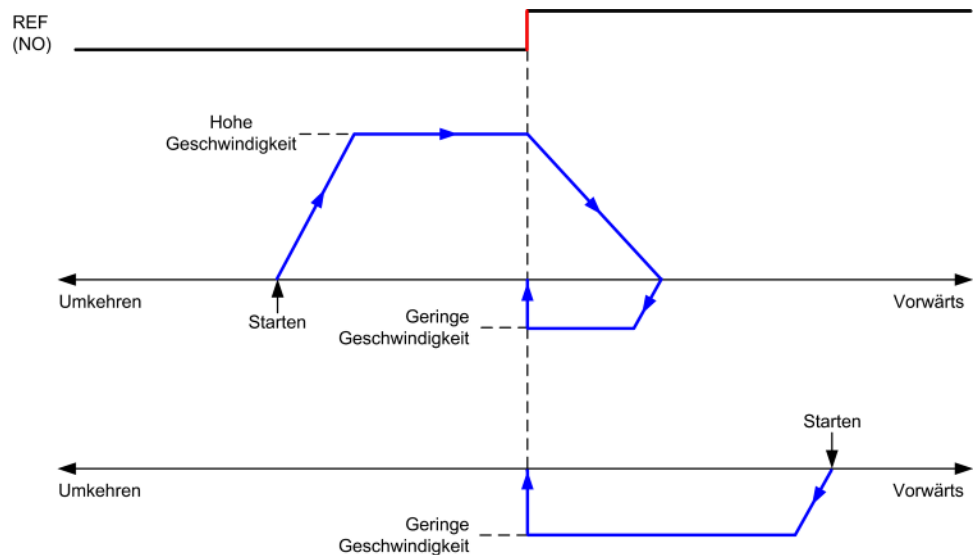 REF
(NO)
Hohe
Geschwindigkeit
Umkehren
Starten
Vorwärts
Geringe
Geschwindigkeit
Starten
Umkehren
Vorwärts
Geringe
Geschwindigkeit